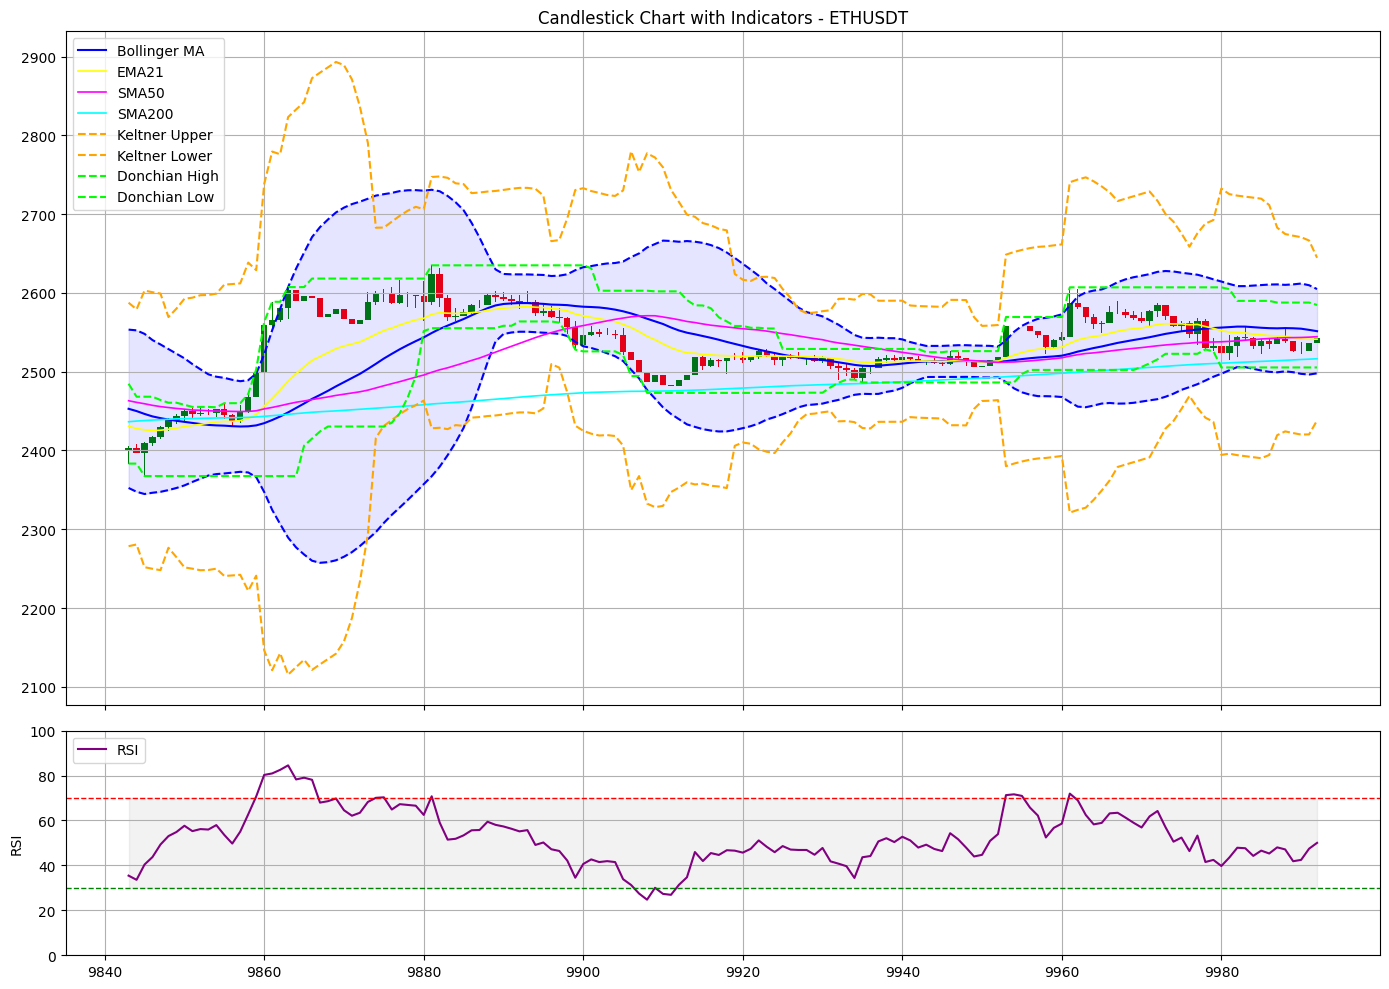 Candlestick Chart with Indicators - ETHUSDT
2900
2800
2700
2600
2500
2400
2300
2200
2100
Bollinger MA
EMA21
SMA50
SMA200
Keltner Upper
Keltner Lower
Donchian High
Donchian Low
100
80
60
40
20
0
RSI
RSI
9840 9860 9880 9900 9920 9940 9960 9980